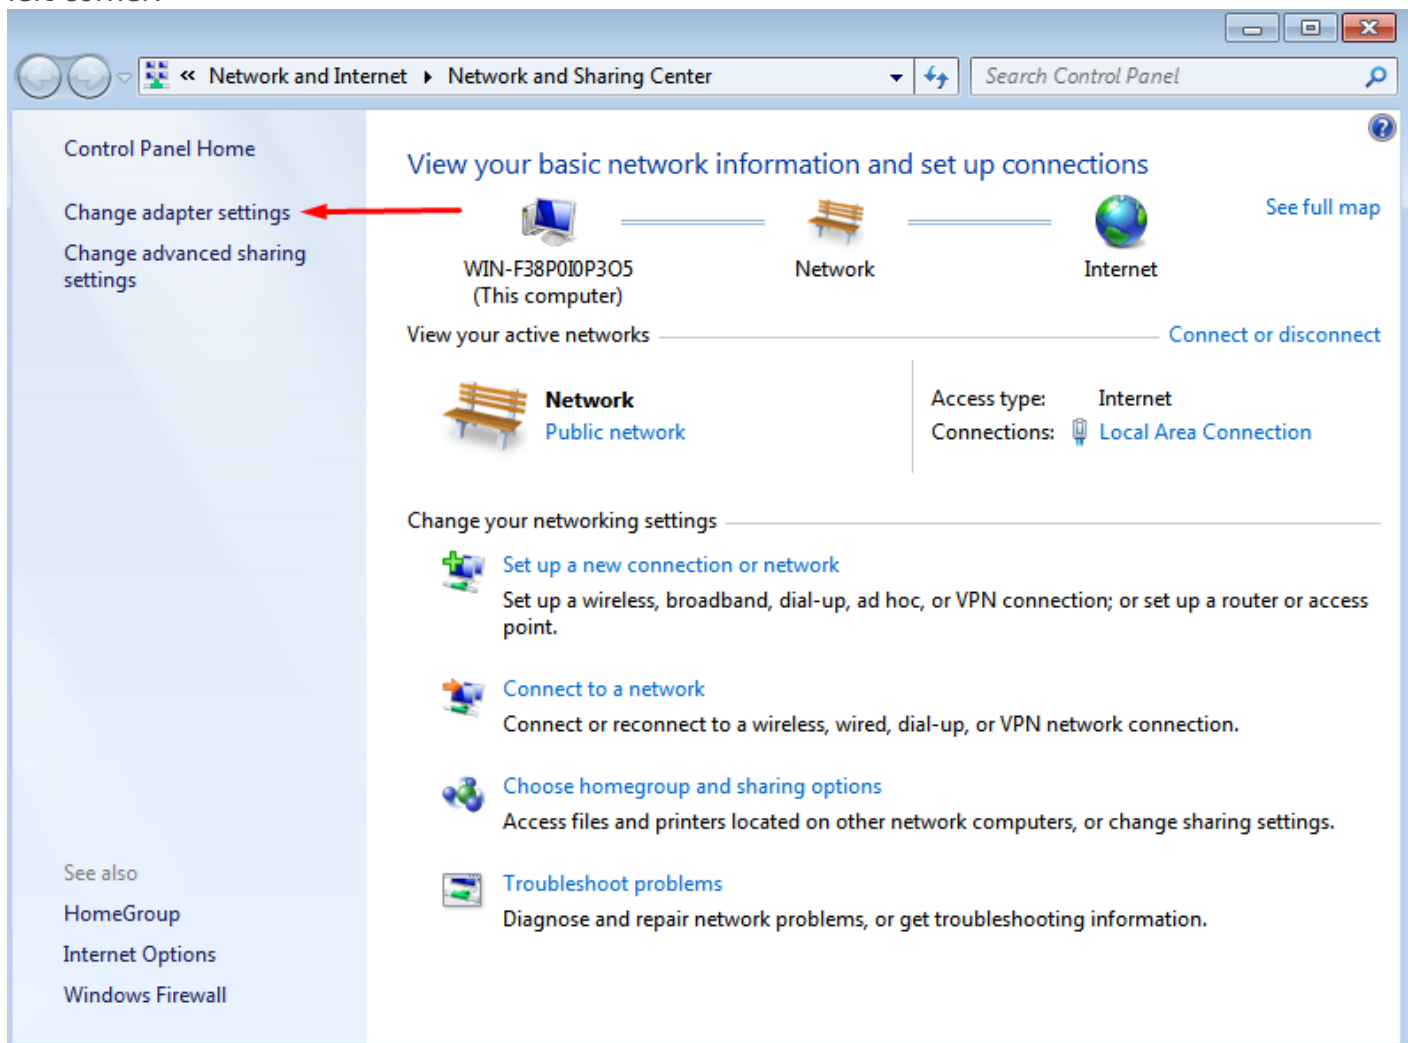 left corner.
« Network and Internet ▸ Network and Sharing Center
Search Control Panel
Control Panel Home
Change adapter settings
Change advanced sharing
settings
View your basic network information and set up connections
See full map
WIN-F38P0I0P3O5
(This computer)
Network
Internet
View your active networks
Connect or disconnect
Network
Public network
Access type: Internet
Connections: Local Area Connection
Change your networking settings
Set up a new connection or network
Set up a wireless, broadband, dial-up, ad hoc, or VPN connection; or set up a router or access
point.
Connect to a network
Connect or reconnect to a wireless, wired, dial-up, or VPN network connection.
Choose homegroup and sharing options
Access files and printers located on other network computers, or change sharing settings.
Troubleshoot problems
Diagnose and repair network problems, or get troubleshooting information.
See also
HomeGroup
Internet Options
Windows Firewall